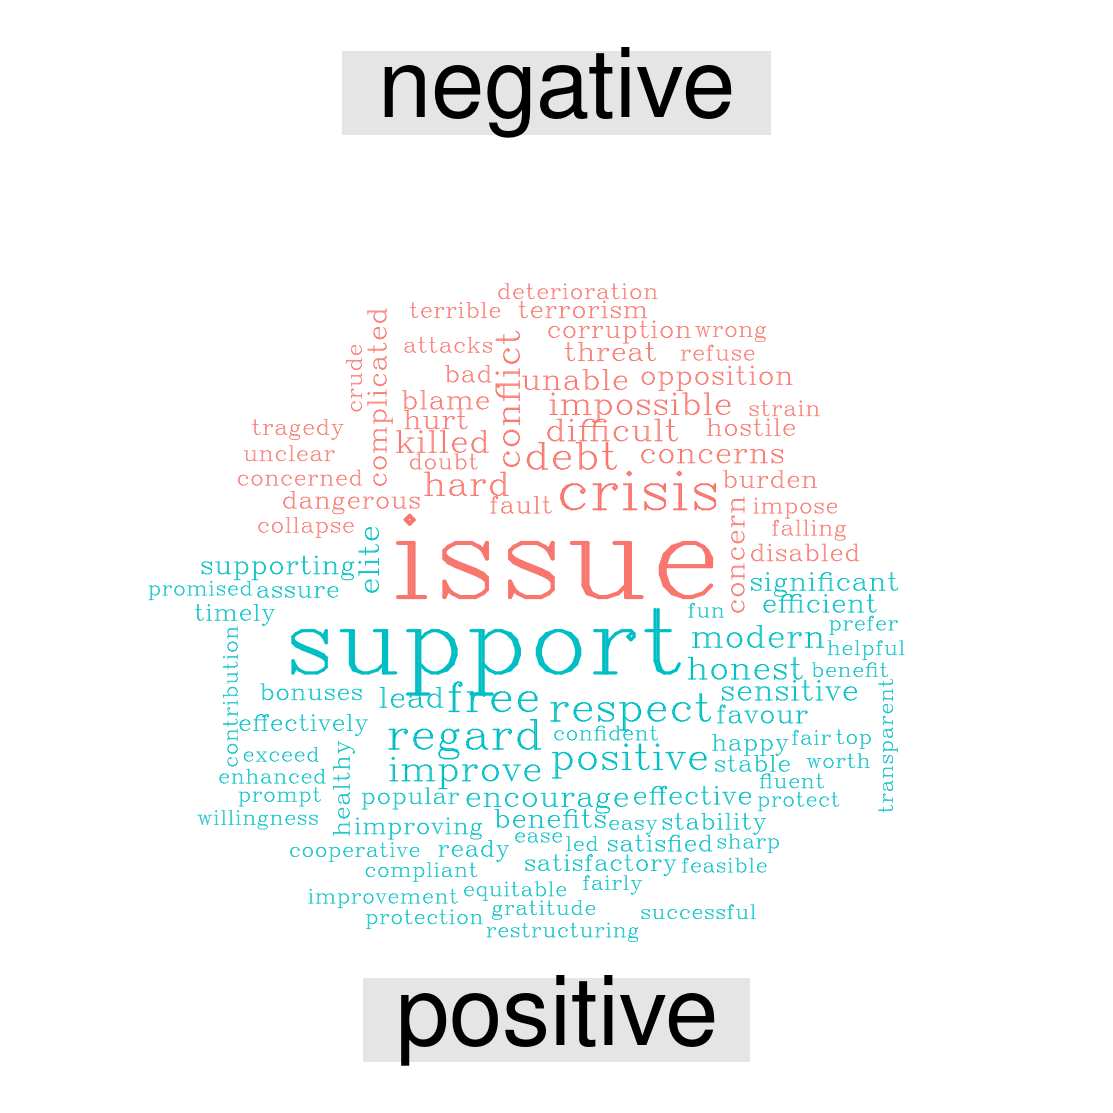 negative
deterioration
terrible terrorism
corruption wrong
attacks threat refuse
crude complicated conflict
bad unable opposition
blame impossible strain
hurt difficult hostile
tragedy killed
unclear doubt debt concerns
concerned hard crisis burden
dangerous fault impose
collapse falling
issue concern disabled
supporting elite significant
promised assure efficient
timely fun prefer
support modern helpful
contribution honest benefit
bonuses lead free sensitive
effectively respect favour transparent
regard confident happy fair top
exceed healthy positive stable worth
enhanced improve fluent
prompt popular encourage effective protect
willingness improving benefits easy stability
ease led satisfied sharp
cooperative ready satisfactory feasible
compliant fairly
improvement equitable
protection gratitude successful
restructuring
positive